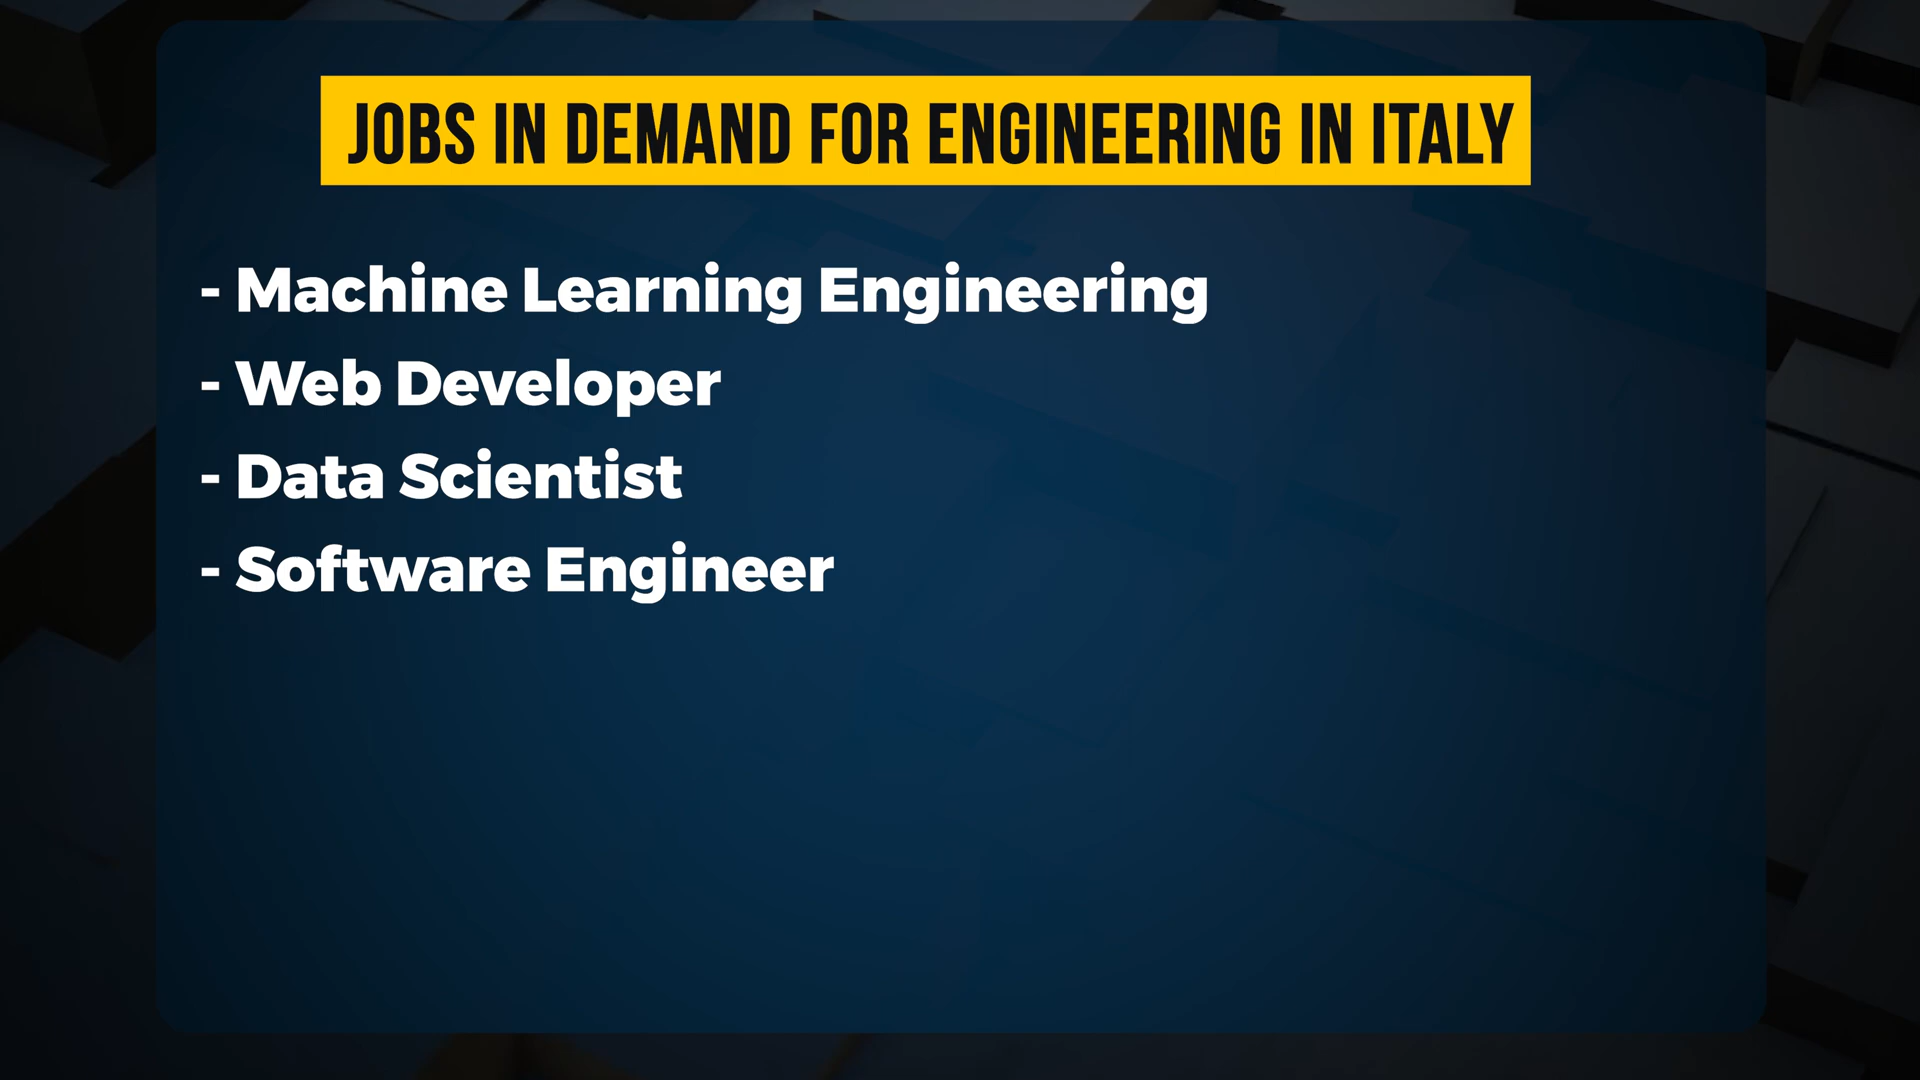 JOBS IN DEMAND FOR ENGINEERING IN ITALY
- Machine Learning Engineering
- Web Developer
- Data Scientist
- Software Engineer